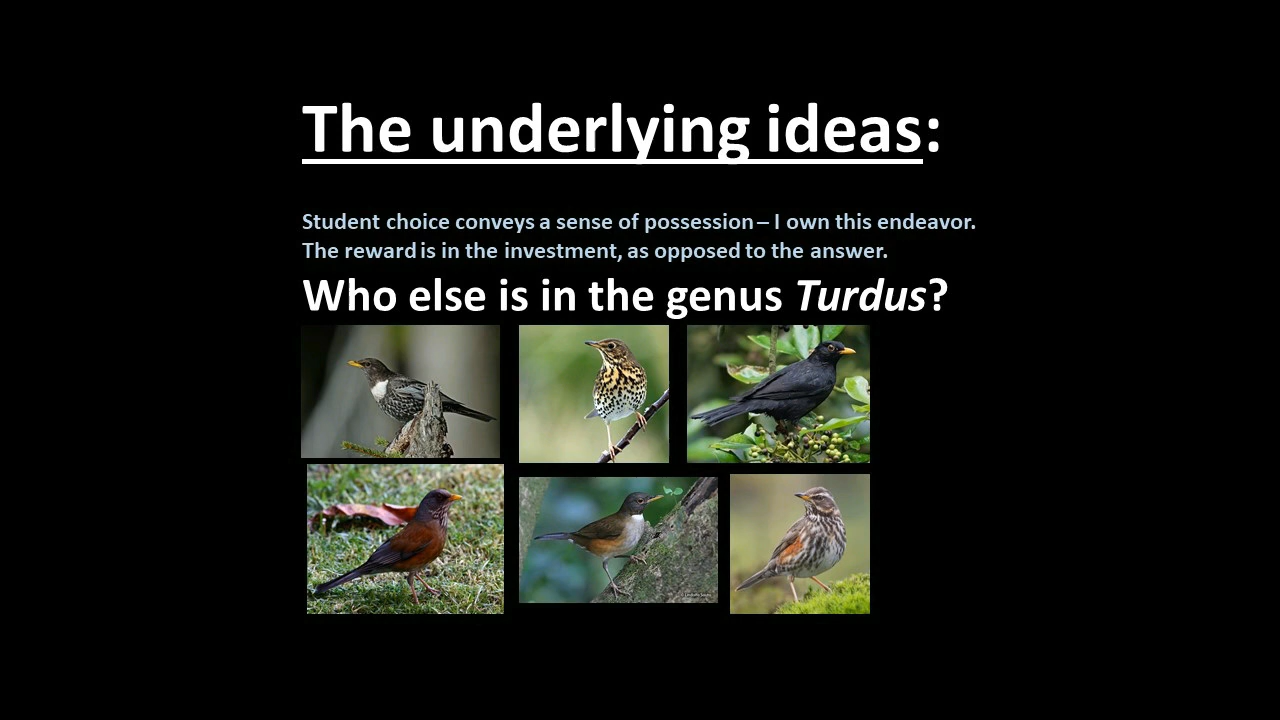 The underlying ideas:
Student choice conveys a sense of possession – I own this endeavor.
The reward is in the investment, as opposed to the answer.
Who else is in the genus Turdus?